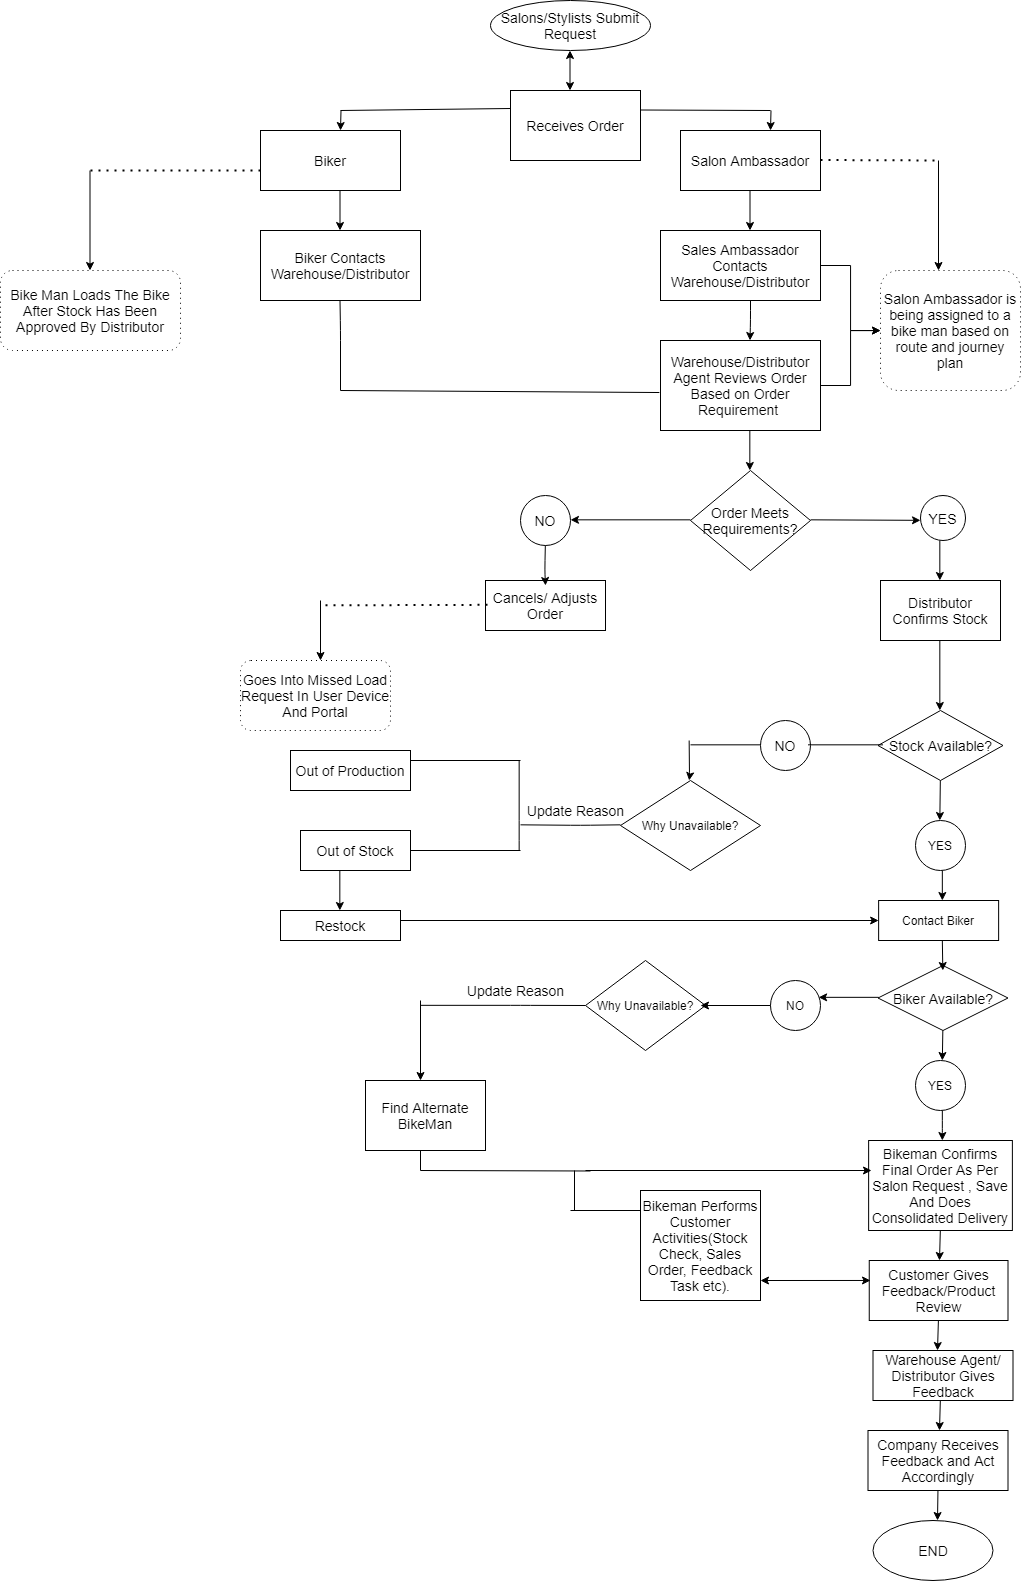 Salons/Stylists Submit
Request
Receives Order
Biker
Salon Ambassador
Biker Contacts
Warehouse/Distributor
Sales Ambassador
Contacts
Warehouse/Distributor
Bike Man Loads The Bike
After Stock Has Been
Approved By Distributor
Salon Ambassador is
being assigned to a
bike man based on
route and journey
plan
Warehouse/Distributor
Agent Reviews Order
Based on Order
Requirement
Order Meets
Requirements?
NO
YES
Cancels/ Adjusts
Order
Distributor
Confirms Stock
Goes Into Missed Load
Request In User Device
And Portal
Stock Available?
NO
Out of Production
Update Reason
Why Unavailable?
YES
Out of Stock
Restock
Contact Biker
Update Reason
Why Unavailable?
NO
Biker Available?
YES
Find Alternate
BikeMan
Bikeman Confirms
Final Order As Per
Salon Request , Save
And Does
Consolidated Delivery
Bikeman Performs
Customer
Activities(Stock
Check, Sales
Order, Feedback
Task etc).
Customer Gives
Feedback/Product
Review
Warehouse Agent/
Distributor Gives
Feedback
Company Receives
Feedback and Act
Accordingly
END